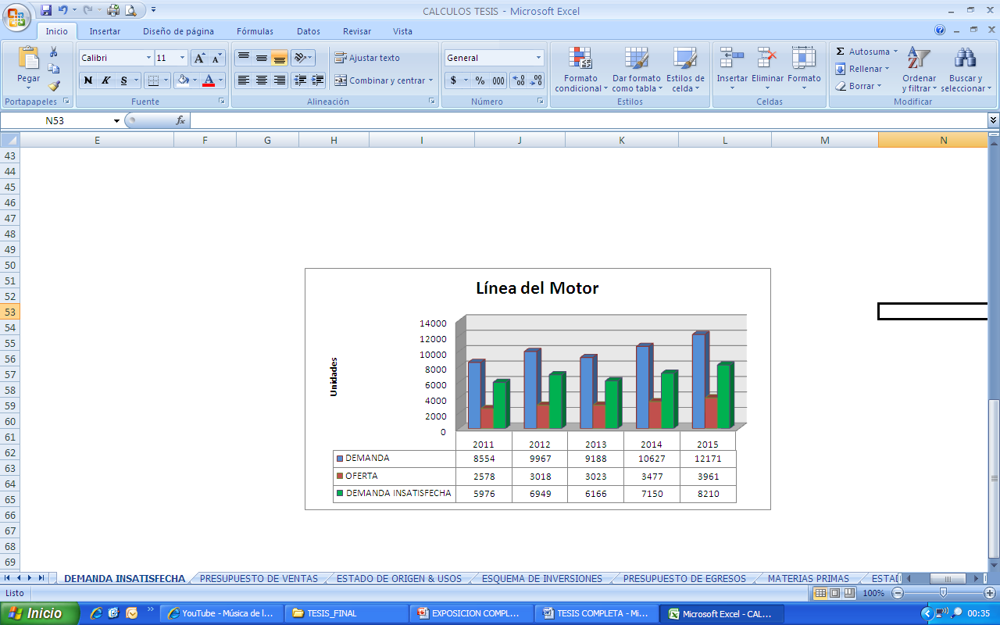 CALCULOS TESIS - Microsoft Excel
Inicio Insertar Diseño de página Fórmulas Datos Revisar Vista
Pegar
Portapapeles
Calibri 11
N K S
Fuente
Ajustar texto
Combinar y centrar
Alineación
General
$ % 000
Número
Formato condicional
Dar formato como tabla
Estilos de celda
Estilos
Insertar Eliminar Formato
Celdas
Σ Autosuma
Rellenar
Borrar
Ordenar y filtrar
Buscar y seleccionar
Modificar
N53 fx
E F G H I J K L M N
43
44
45
46
47
48
49
50
51
52
53
54
55
56
57
58
59
60
61
62
63
64
65
66
67
68
69
Línea del Motor
Unidades
14000
12000
10000
8000
6000
4000
2000
0
2011 2012 2013 2014 2015
DEMANDA 8554 9967 9188 10627 12171
OFERTA 2578 3018 3023 3477 3961
DEMANDA INSATISFECHA 5976 6949 6166 7150 8210
DEMANDA INSATISFECHA PRESUPUESTO DE VENTAS ESTADO DE ORIGEN & USOS ESQUEMA DE INVERSIONES PRESUPUESTO DE EGRESOS MATERIAS PRIMAS ESTAD
Listo 100%
Inicio YouTube - Música de l... TESIS_FINAL EXPOSICION COMPL... TESIS COMPLETA - Mi... Microsoft Excel - CAL... 00:35